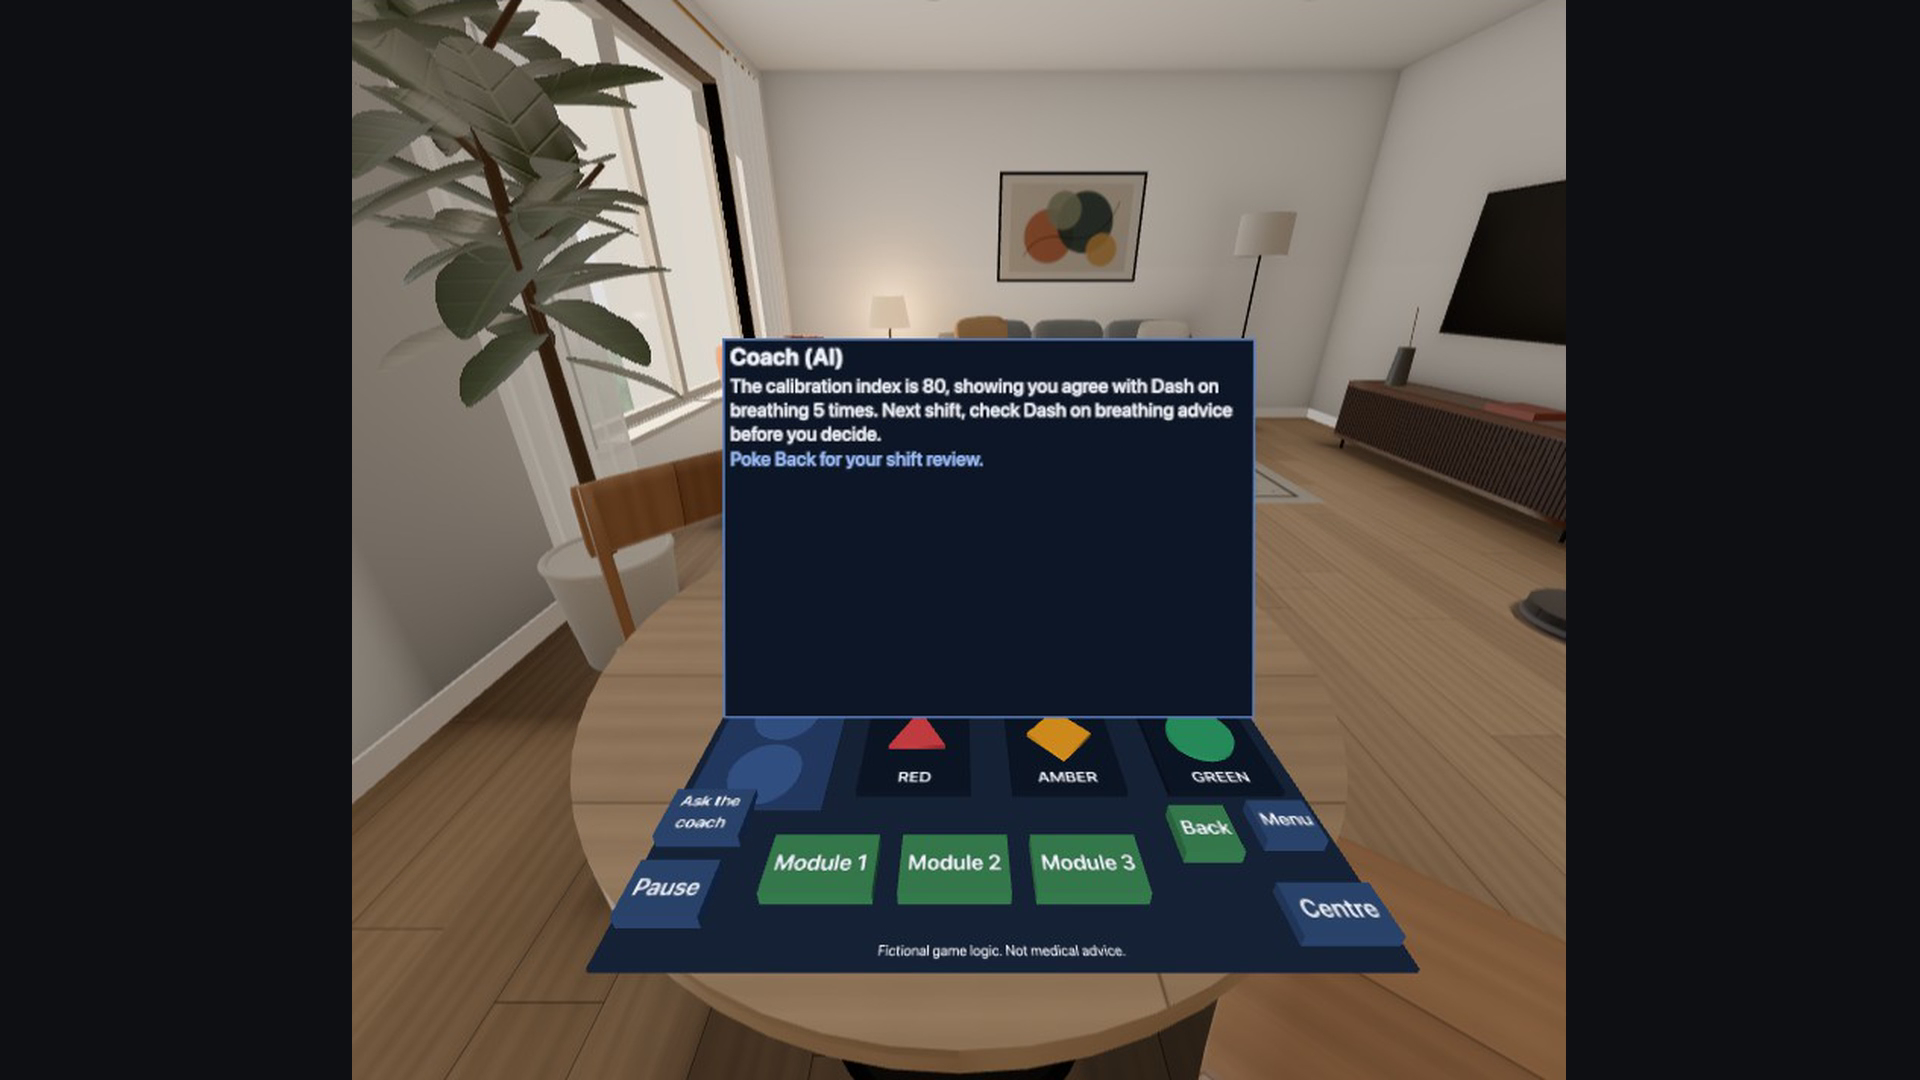 Coach (AI)
The calibration index is 80, showing you agree with Dash on
breathing 5 times. Next shift, check Dash on breathing advice
before you decide.
Poke Back for your shift review.
RED
AMBER
GREEN
Ask the
coach
Back
Menu
Module 1
Module 2
Module 3
Pause
Centre
Fictional game logic. Not medical advice.